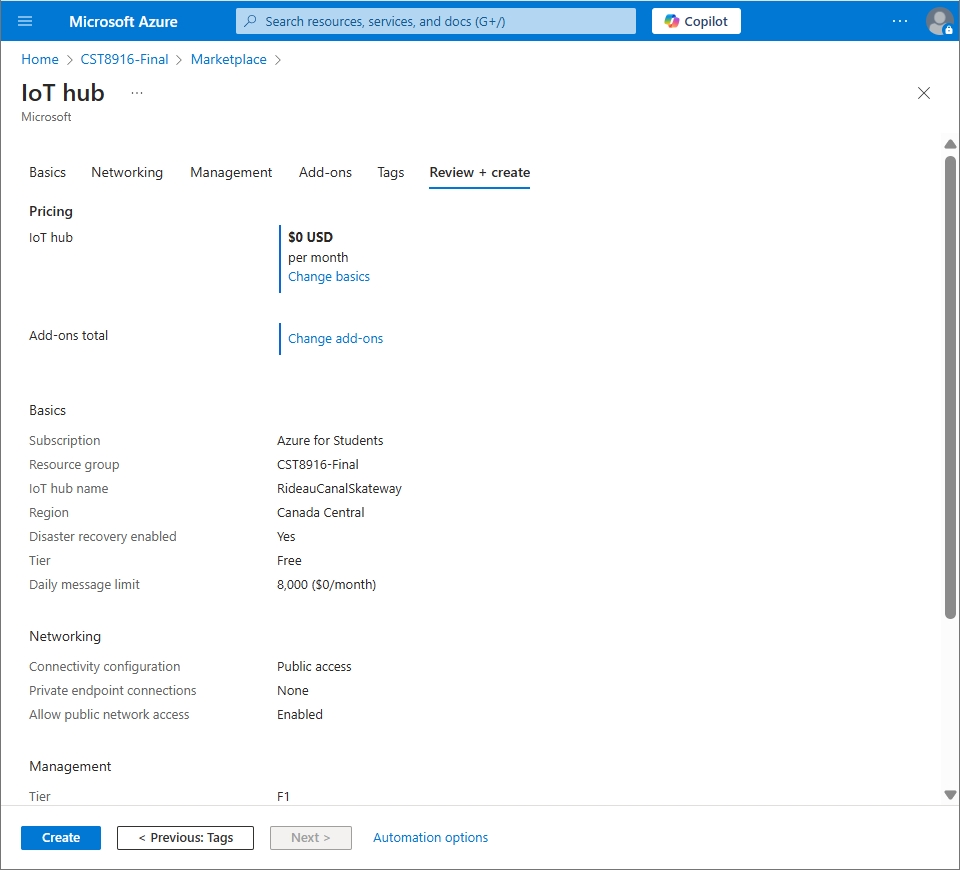 Microsoft Azure
Search resources, services, and docs (G+/)
Copilot
...
Home > CST8916-Final > Marketplace >
IoT hub ...
Microsoft
Basics Networking Management Add-ons Tags Review + create
Pricing
IoT hub $0 USD
per month
Change basics
Add-ons total Change add-ons
Basics
Subscription Azure for Students
Resource group CST8916-Final
IoT hub name RideauCanalSkateway
Region Canada Central
Disaster recovery enabled Yes
Tier Free
Daily message limit 8,000 ($0/month)
Networking
Connectivity configuration Public access
Private endpoint connections None
Allow public network access Enabled
Management
Tier F1
Create < Previous: Tags Next > Automation options